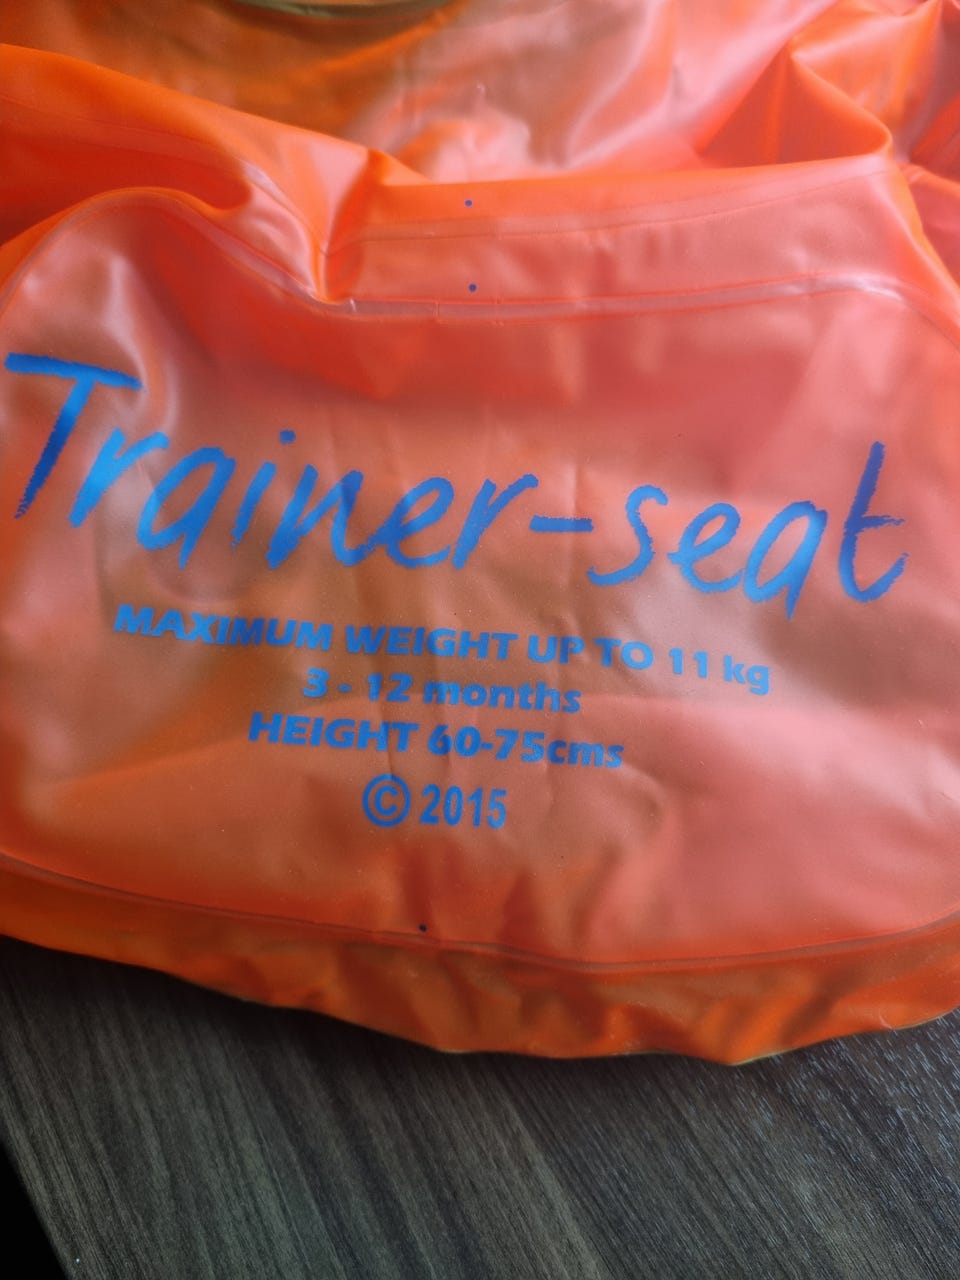 Trainer-seat
MAXIMUM WEIGHT UP TO 11 kg
3 - 12 months
HEIGHT 60-75cms
© 2015